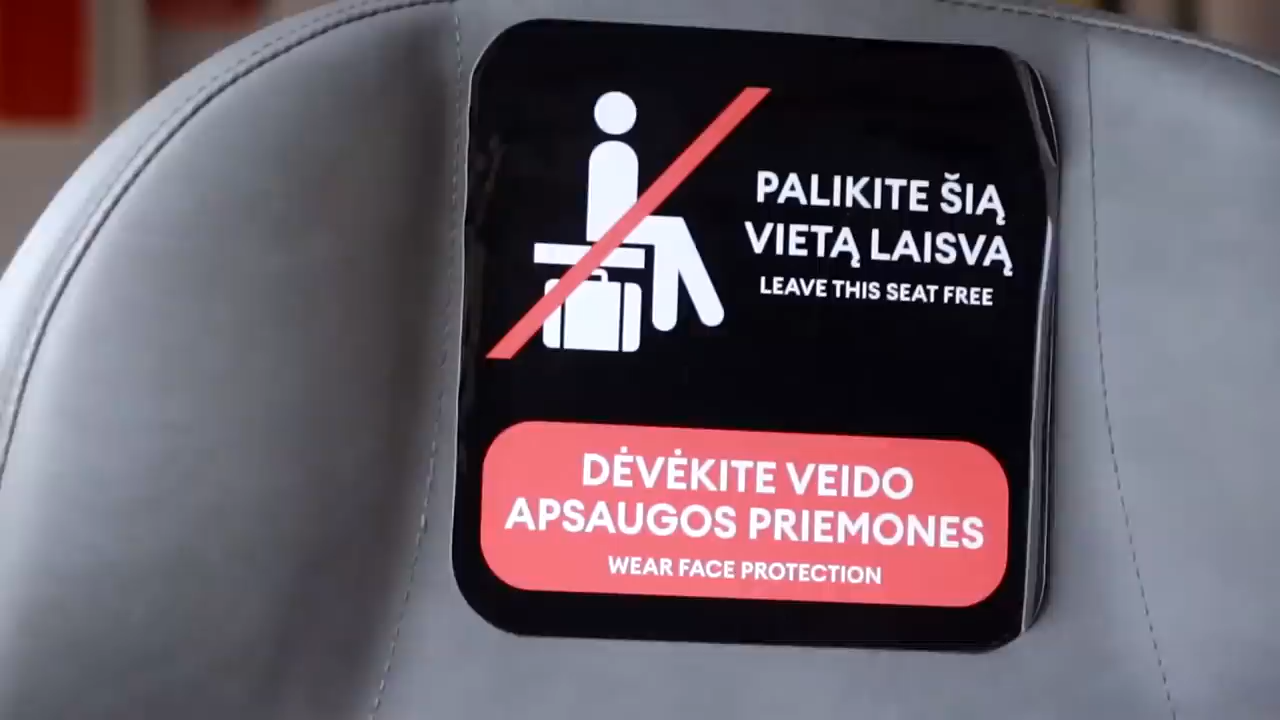 PALIKITE ŠIĄ
VIETĄ LAISVĄ
LEAVE THIS SEAT FREE
DĖVĖKITE VEIDO
APSAUGOS PRIEMONES
WEAR FACE PROTECTION